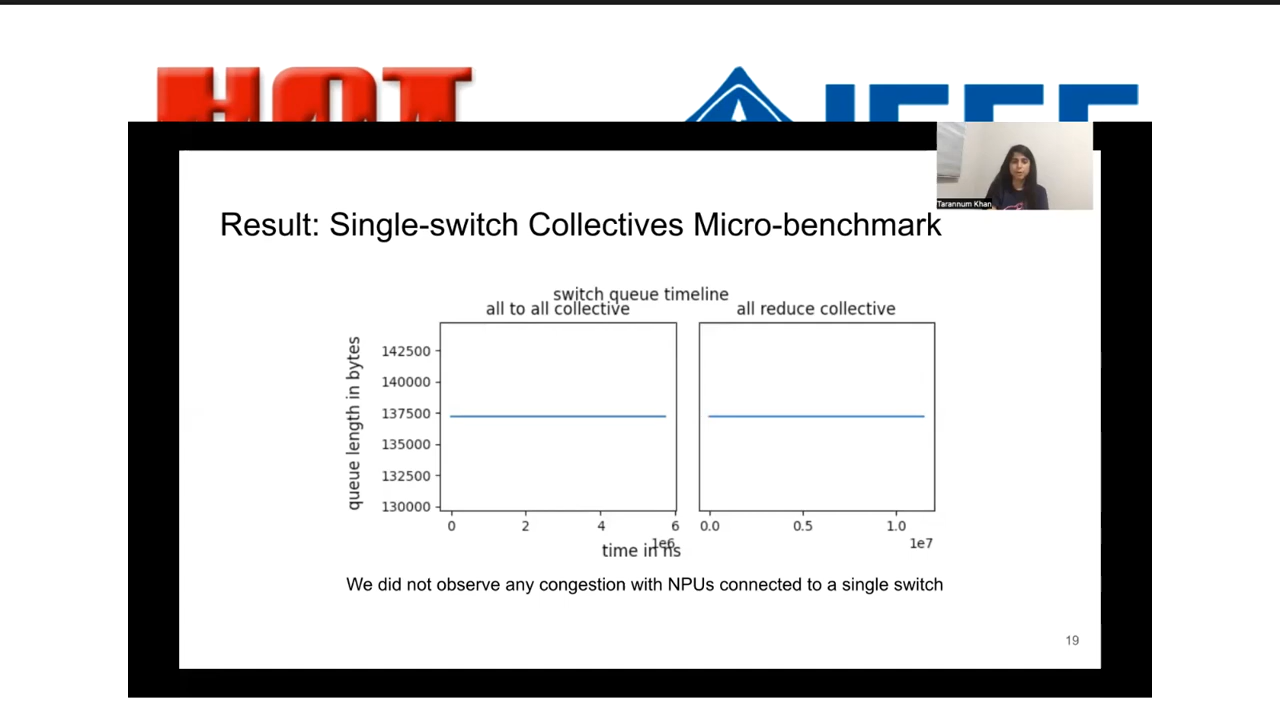 HOT
IEEE
Tarannum Khan
Result: Single-switch Collectives Micro-benchmark
switch queue timeline
all to all collective
all reduce collective
queue length in bytes
142500
140000
137500
135000
132500
130000
0 2 4 6
1e6
0.0 0.5 1.0
1e7
time in ns
We did not observe any congestion with NPUs connected to a single switch
19